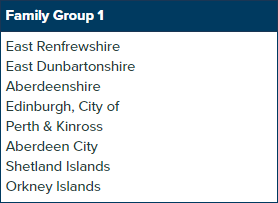 Family Group 1
East Renfrewshire
East Dunbartonshire
Aberdeenshire
Edinburgh, City of
Perth & Kinross
Aberdeen City
Shetland Islands
Orkney Islands